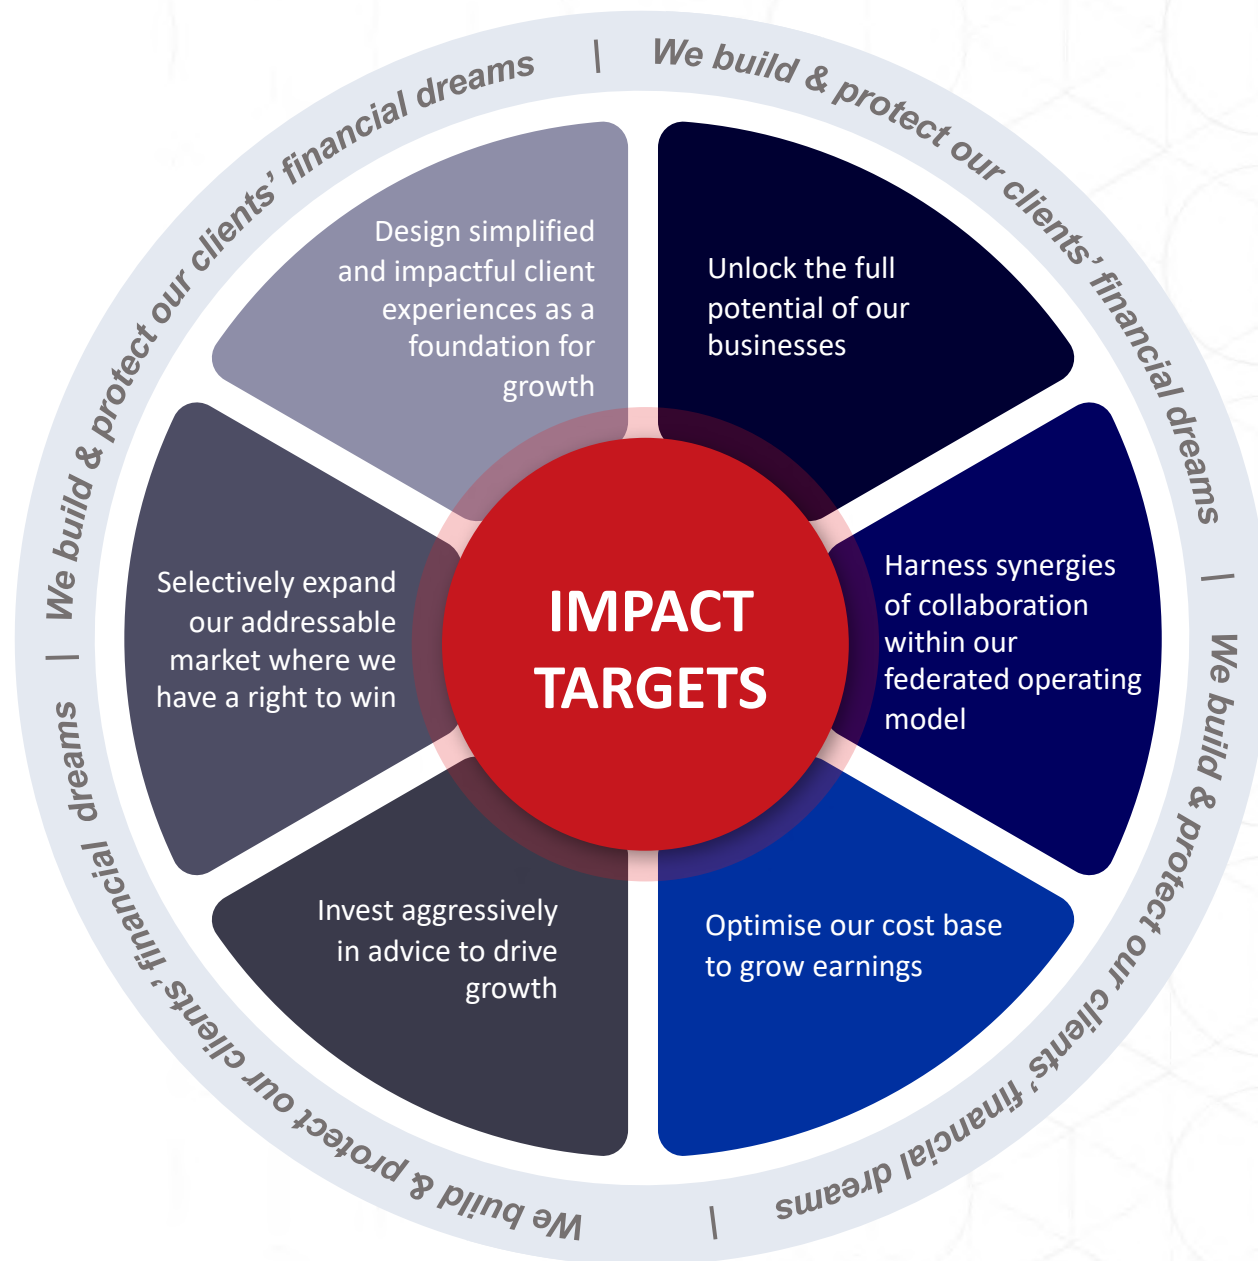 We build & protect our clients’ financial dreams
|
We build & protect our clients’ financial dreams
|
We build & protect our clients’ financial dreams
|
We build & protect our clients’ financial dreams
|
Design simplified
and impactful client
experiences as a
foundation for
growth
Unlock the full
potential of our
businesses
Selectively expand
our addressable
market where we
have a right to win
IMPACT
TARGETS
Harness synergies
of collaboration
within our
federated operating
model
Invest aggressively
in advice to drive
growth
Optimise our cost base
to grow earnings